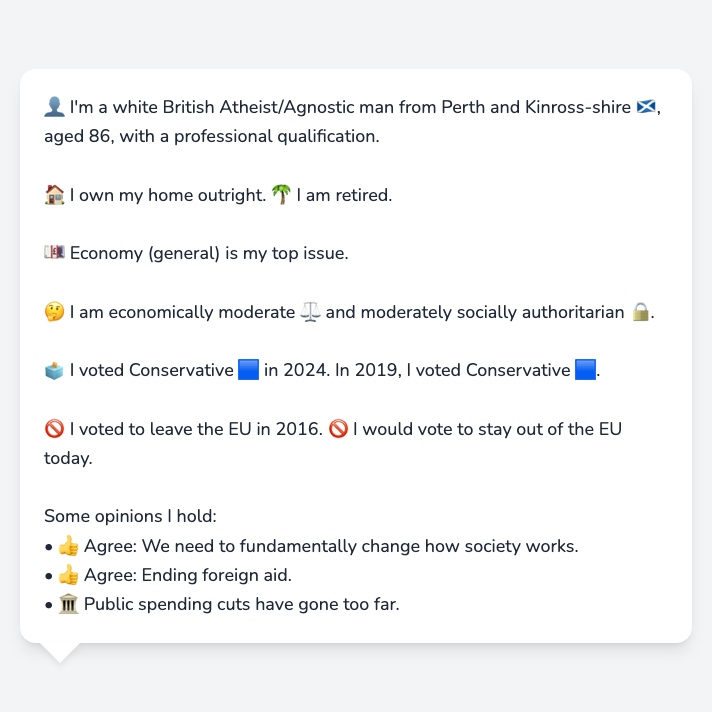 👤 I'm a white British Atheist/Agnostic man from Perth and Kinross-shire 🏴󠁧󠁢󠁳󠁣󠁴󠁿,
aged 86, with a professional qualification.
🏠 I own my home outright. 🌴 I am retired.
💷 Economy (general) is my top issue.
🤔 I am economically moderate ⚖️ and moderately socially authoritarian 🔒.
🗳️ I voted Conservative 🟦 in 2024. In 2019, I voted Conservative 🟦.
🚫 I voted to leave the EU in 2016. 🚫 I would vote to stay out of the EU
today.
Some opinions I hold:
• 👍 Agree: We need to fundamentally change how society works.
• 👍 Agree: Ending foreign aid.
• 🏛️ Public spending cuts have gone too far.